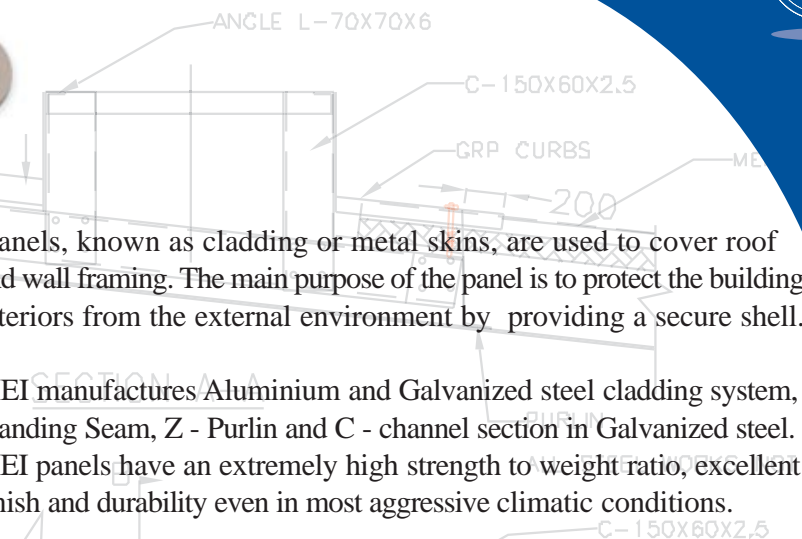 ANGLE L-70X70X6
C-150X60X2.5
GRP CURBS
ME
200
anels, known as cladding or metal skins, are used to cover roof
d wall framing. The main purpose of the panel is to protect the building
teriors from the external environment by providing a secure shell.
SECTION A-A
EI manufactures Aluminium and Galvanized steel cladding system,
anding Seam, Z - Purlin and C - channel section in Galvanized steel.
PURLIN
EI panels have an extremely high strength to weight ratio, excellent
nish and durability even in most aggressive climatic conditions.
C-150X60X2,5